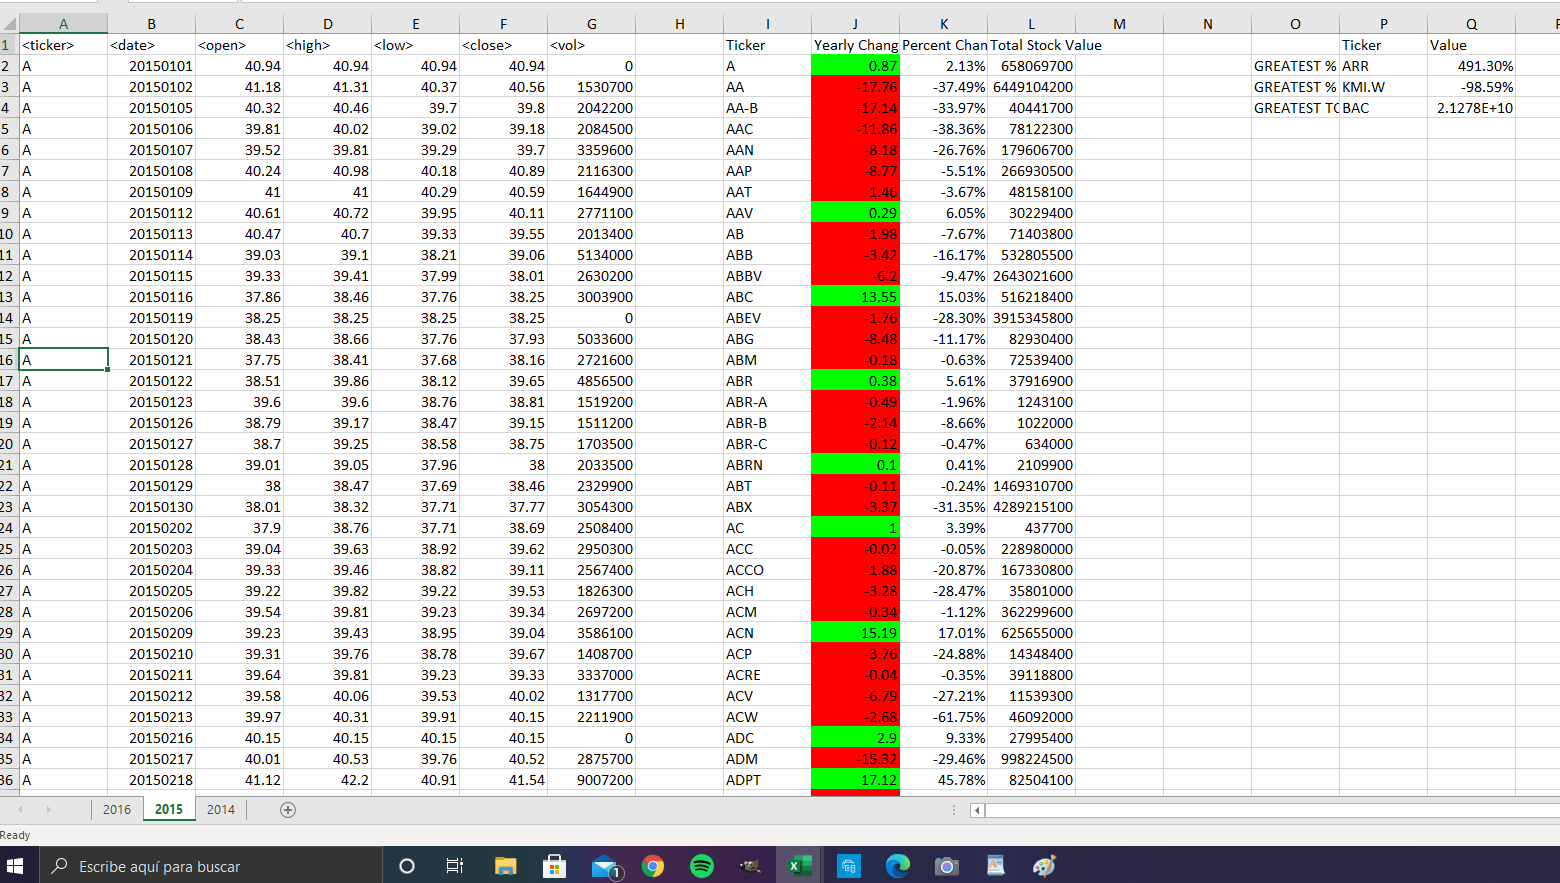 A B C D E F G H I J K L M N O P Q
1 <ticker> <date> <open> <high> <low> <close> <vol> Ticker Yearly Chang Percent Chan Total Stock Value Ticker Value
2 A 20150101 40.94 40.94 40.94 40.94 0 A 0.87 2.13% 658069700 GREATEST % ARR 491.30%
3 A 20150102 41.18 41.31 40.37 40.56 1530700 AA -17.76 -37.49% 6449104200 GREATEST % KMI.W -98.59%
4 A 20150105 40.32 40.46 39.7 39.8 2042200 AA-B -17.14 -33.97% 40441700 GREATEST TO BAC 2.1278E+10
5 A 20150106 39.81 40.02 39.02 39.18 2084500 AAC -11.86 -38.36% 78122300
6 A 20150107 39.52 39.81 39.29 39.7 3359600 AAN -8.18 -26.76% 179606700
7 A 20150108 40.24 40.98 40.18 40.89 2116300 AAP -8.77 -5.51% 266930500
8 A 20150109 41 41 40.29 40.59 1644900 AAT -1.46 -3.67% 48158100
9 A 20150112 40.61 40.72 39.95 40.11 2771100 AAV 0.29 6.05% 30229400
10 A 20150113 40.47 40.7 39.33 39.55 2013400 AB -1.98 -7.67% 71403800
11 A 20150114 39.03 39.1 38.21 39.06 5134000 ABB -3.42 -16.17% 532805500
12 A 20150115 39.33 39.41 37.99 38.01 2630200 ABBV -6.2 -9.47% 2643021600
13 A 20150116 37.86 38.46 37.76 38.25 3003900 ABC 13.55 15.03% 516218400
14 A 20150119 38.25 38.25 38.25 38.25 0 ABEV -1.76 -28.30% 3915345800
15 A 20150120 38.43 38.66 37.76 37.93 5033600 ABG -8.48 -11.17% 82930400
16 A 20150121 37.75 38.41 37.68 38.16 2721600 ABM -0.18 -0.63% 72539400
17 A 20150122 38.51 39.86 38.12 39.65 4856500 ABR 0.38 5.61% 37916900
18 A 20150123 39.6 39.6 38.76 38.81 1519200 ABR-A -0.49 -1.96% 1243100
19 A 20150126 38.79 39.17 38.47 39.15 1511200 ABR-B -2.14 -8.66% 1022000
20 A 20150127 38.7 39.25 38.58 38.75 1703500 ABR-C -0.12 -0.47% 634000
21 A 20150128 39.01 39.05 37.96 38 2033500 ABRN 0.1 0.41% 2109900
22 A 20150129 38 38.47 37.69 38.46 2329900 ABT -0.11 -0.24% 1469310700
23 A 20150130 38.01 38.32 37.71 37.77 3054300 ABX -3.37 -31.35% 4289215100
24 A 20150202 37.9 38.76 37.71 38.69 2508400 AC 1 3.39% 437700
25 A 20150203 39.04 39.63 38.92 39.62 2950300 ACC -0.02 -0.05% 228980000
26 A 20150204 39.33 39.46 38.82 39.11 2567400 ACCO -1.88 -20.87% 167330800
27 A 20150205 39.22 39.82 39.22 39.53 1826300 ACH -3.28 -28.47% 35801000
28 A 20150206 39.54 39.81 39.23 39.34 2697200 ACM -0.34 -1.12% 362299600
29 A 20150209 39.23 39.43 38.95 39.04 3586100 ACN 15.19 17.01% 625655000
30 A 20150210 39.31 39.76 38.78 39.67 1408700 ACP -3.76 -24.88% 14348400
31 A 20150211 39.64 39.81 39.23 39.33 3337000 ACRE -0.04 -0.35% 39118800
32 A 20150212 39.58 40.06 39.53 40.02 1317700 ACV -6.79 -27.21% 11539300
33 A 20150213 39.97 40.31 39.91 40.15 2211900 ACW -2.68 -61.75% 46092000
34 A 20150216 40.15 40.15 40.15 40.15 0 ADC 2.9 9.33% 27995400
35 A 20150217 40.01 40.53 39.76 40.52 2875700 ADM -15.32 -29.46% 998224500
36 A 20150218 41.12 42.2 40.91 41.54 9007200 ADPT 17.12 45.78% 82504100
2016 2015 2014
Ready
Escribe aquí para buscar 1